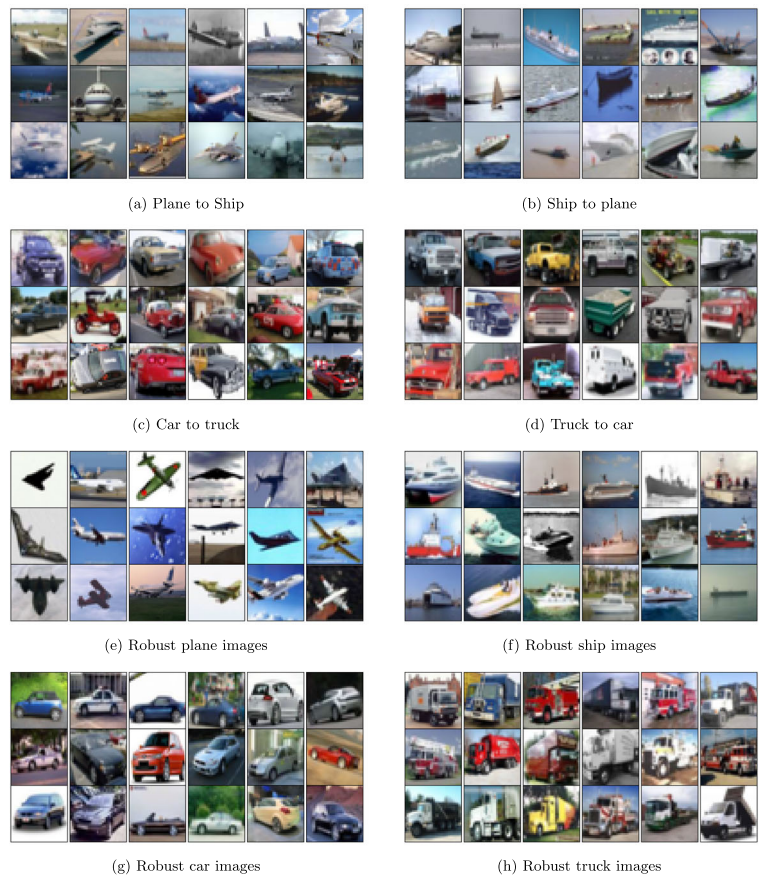 (a) Plane to Ship
(b) Ship to plane
(c) Car to truck
(d) Truck to car
(e) Robust plane images
(f) Robust ship images
(g) Robust car images
(h) Robust truck images